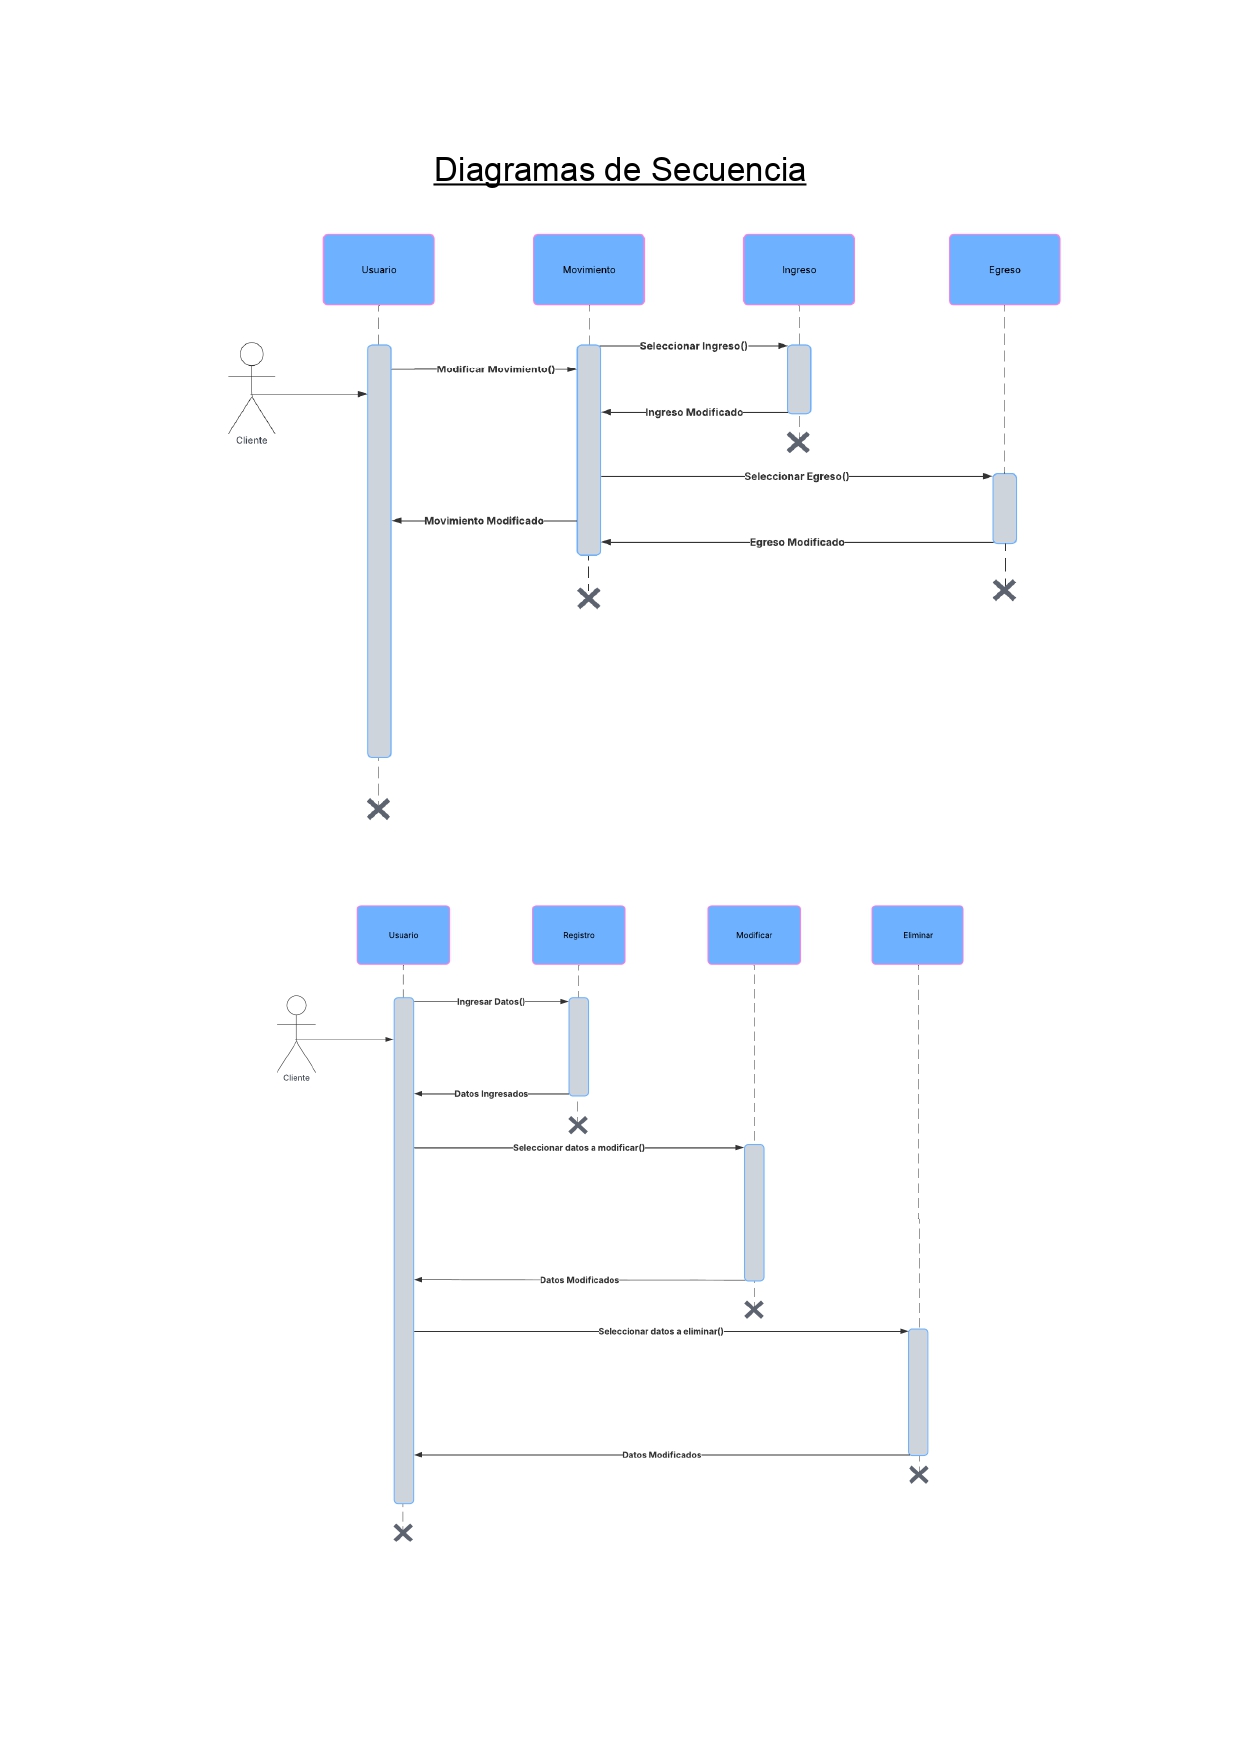 Diagramas de Secuencia
Usuario
Movimiento
Ingreso
Egreso
Seleccionar Ingreso()
Modificar Movimiento()
Ingreso Modificado
Cliente
Seleccionar Egreso()
Movimiento Modificado
Egreso Modificado
Usuario
Registro
Modificar
Eliminar
Ingresar Datos()
Cliente
Datos Ingresados
Seleccionar datos a modificar()
Datos Modificados
Seleccionar datos a eliminar()
Datos Modificados